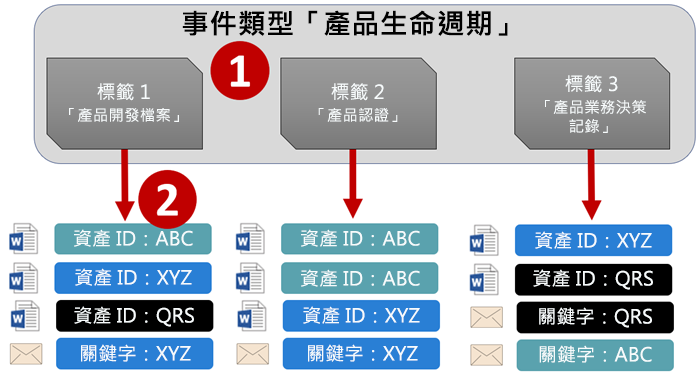 事件類型「產品生命週期」
1
標籤 1
「產品開發檔案」
標籤 2
「產品認證」
標籤 3
「產品業務決策
記錄」
2
資產 ID：ABC
資產 ID：XYZ
資產 ID：QRS
關鍵字：XYZ
資產 ID：ABC
資產 ID：ABC
資產 ID：XYZ
關鍵字：XYZ
資產 ID：XYZ
資產 ID：QRS
關鍵字：QRS
關鍵字：ABC